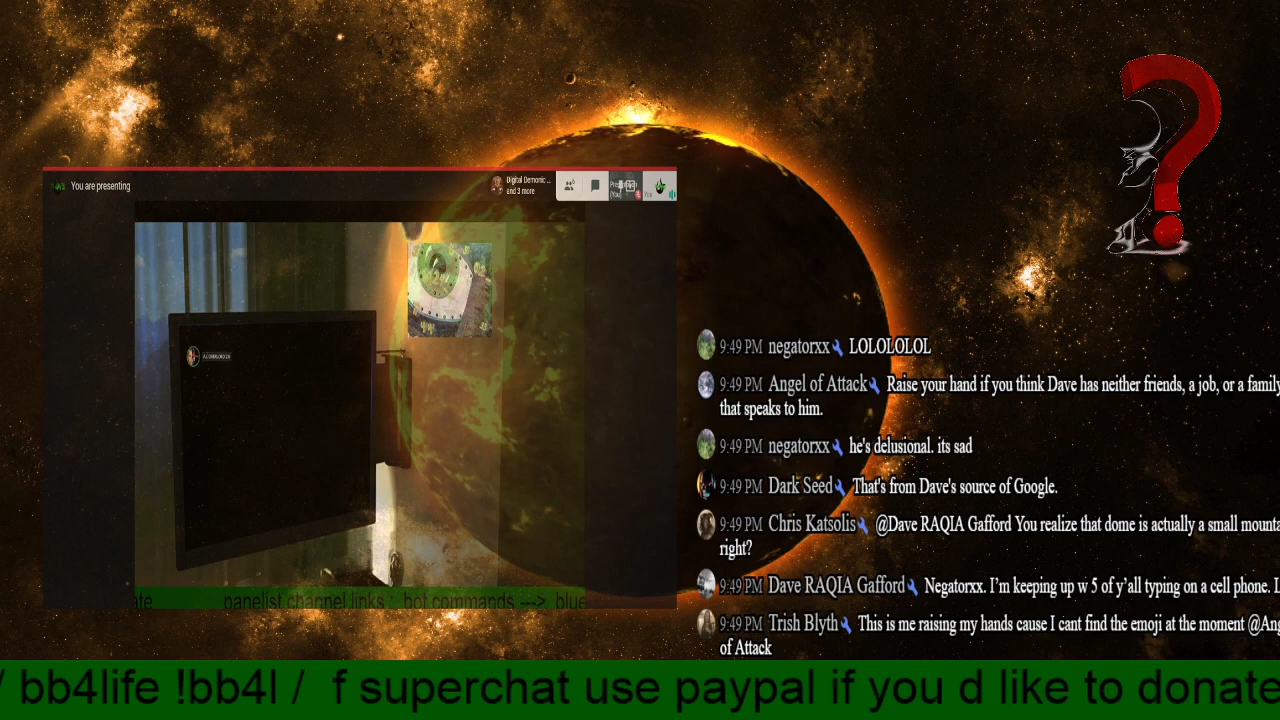 You are presenting
Digital Demonic ...
and 3 more
You
9:49 PM negatorxx LOLOLOLOL
9:49 PM Angel of Attack Raise your hand if you think Dave has neither friends, a job, or a family
that speaks to him.
9:49 PM negatorxx he's delusional. its sad
9:49 PM Dark Seed That's from Dave's source of Google.
9:49 PM Chris Katsolis @Dave RAQIA Gafford You realize that dome is actually a small mounta
right?
9:49 PM Dave RAQIA Gafford Negatorxx. I'm keeping up w 5 of y'all typing on a cell phone. L
9:49 PM Trish Blyth This is me raising my hands cause I cant find the emoji at the moment @Ang
of Attack
ate panelist channel links : bot commands ---> blue
/ bb4life !bb4l / f superchat use paypal if you d like to donate